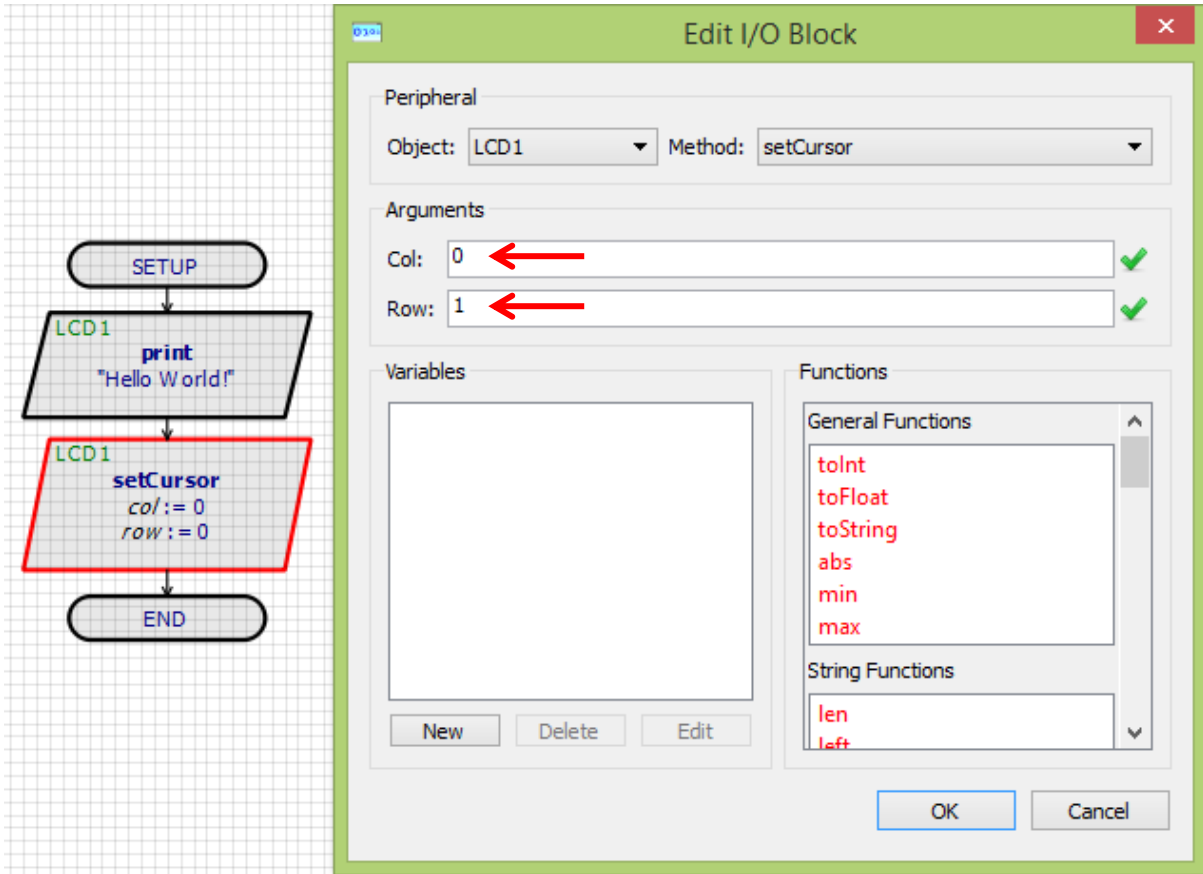 SETUP
LCD1
print
"Hello World!"
LCD1
setCursor
col := 0
row := 0
END
Edit I/O Block
Peripheral
Object: LCD1 Method: setCursor
Arguments
Col: 0
Row: 1
Variables
New Delete Edit
Functions
General Functions
toInt
toFloat
toString
abs
min
max
String Functions
len
left
OK Cancel